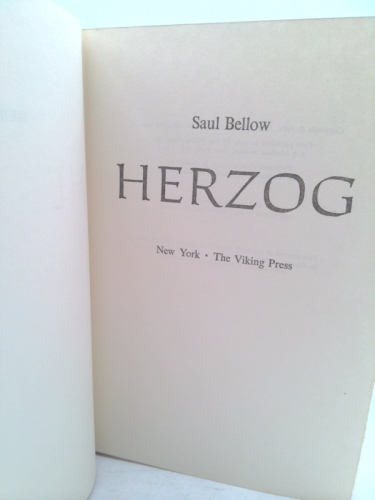 Saul Bellow
HERZOG
New York · The Viking Press